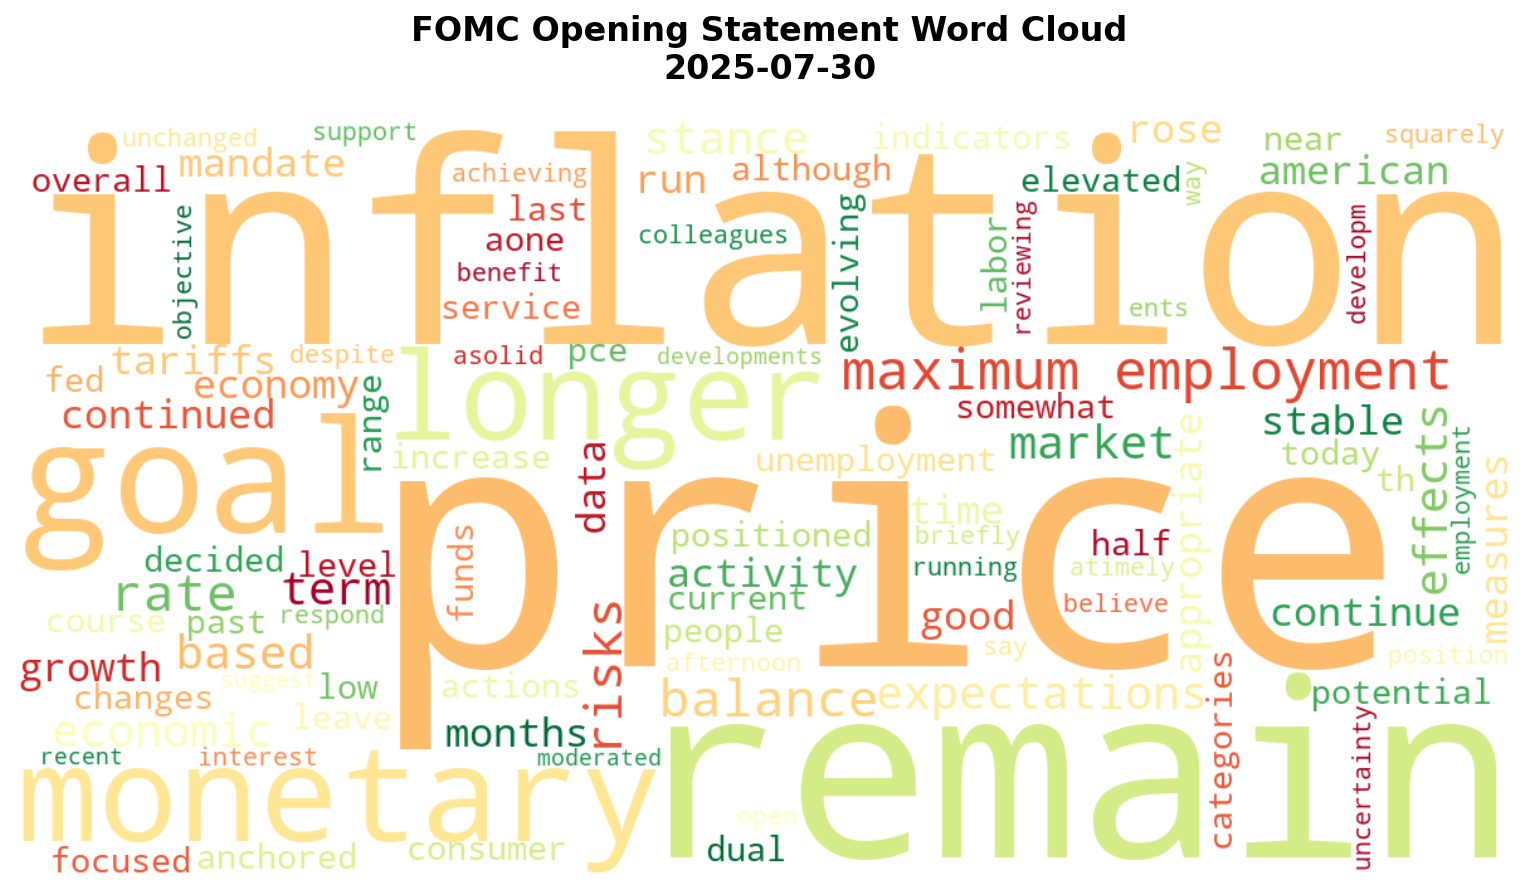 FOMC Opening Statement Word Cloud
2025-07-30
inflation
unchanged
support
mandate
overall
objective
achieving
last
aone
benefit
service
stance
run
although
colleagues
indicators
evolving
labor
reviewing
elevated
way
rose
near
squarely
american
developm
ents
tariffs
despite
fed
economy
continued
range
asolid
pce
developments
longer
maximum employment
somewhat
market
stable
today
th
effects
employment
measures
goal
increase
data
unemployment
price
time
briefly
positioned
appropriate
half
activity
running
atimely
current
good
believe
continue
people
say
afternoon
position
decided
level
rate
term
funds
course
past
respond
based
growth
suggest
low
changes
actions
risks
balance
expectations
categories
potential
economic
leave
months
recent
interest
moderated
monetary
remain
uncertainty
open
dual
focused
anchored
consumer